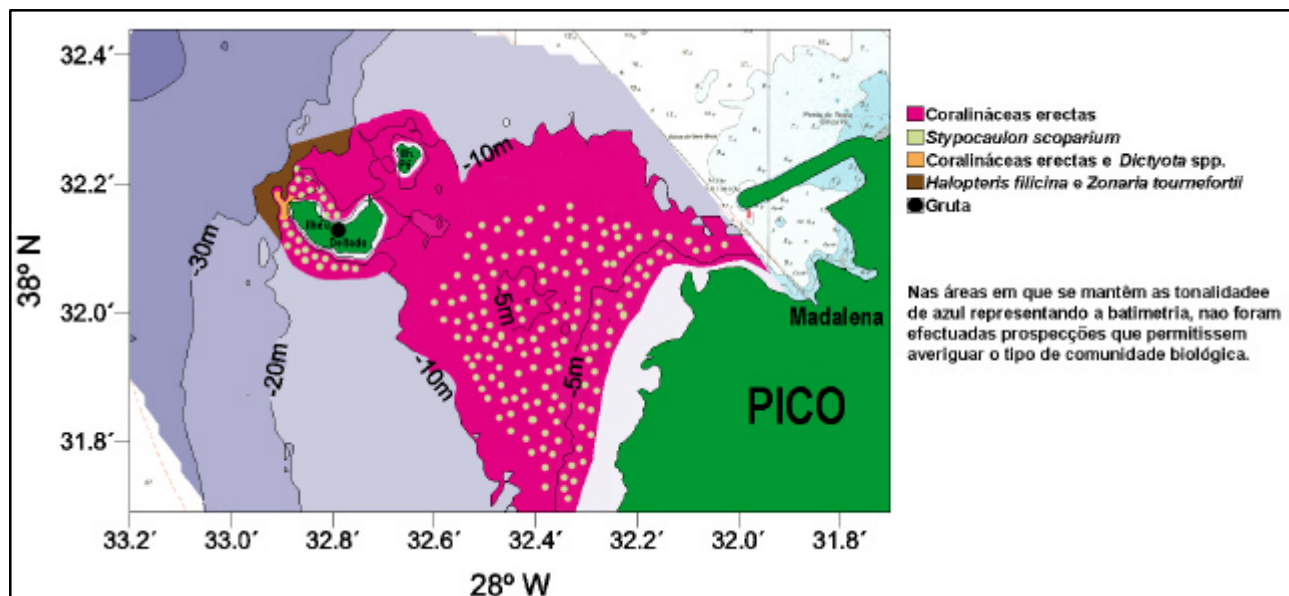 32.4´
32.2´
32.0´
31.8´
38º N
33.2´
33.0´
32.8´
32.6´
32.4´
32.2´
32.0´
31.8´
28º W
-30m
-20m
-10m
-10m
-5m
-5m
Deitado
Madalena
PICO
Coralináceas erectas
Stypocaulon scoparium
Coralináceas erectas e Dictyota spp.
Halopteris filicina e Zonaria tournefortii
Gruta
Nas áreas em que se mantêm as tonalidadee
de azul representando a batimetria, nao foram
efectuadas prospecções que permitissem
averiguar o tipo de comunidade biológica.